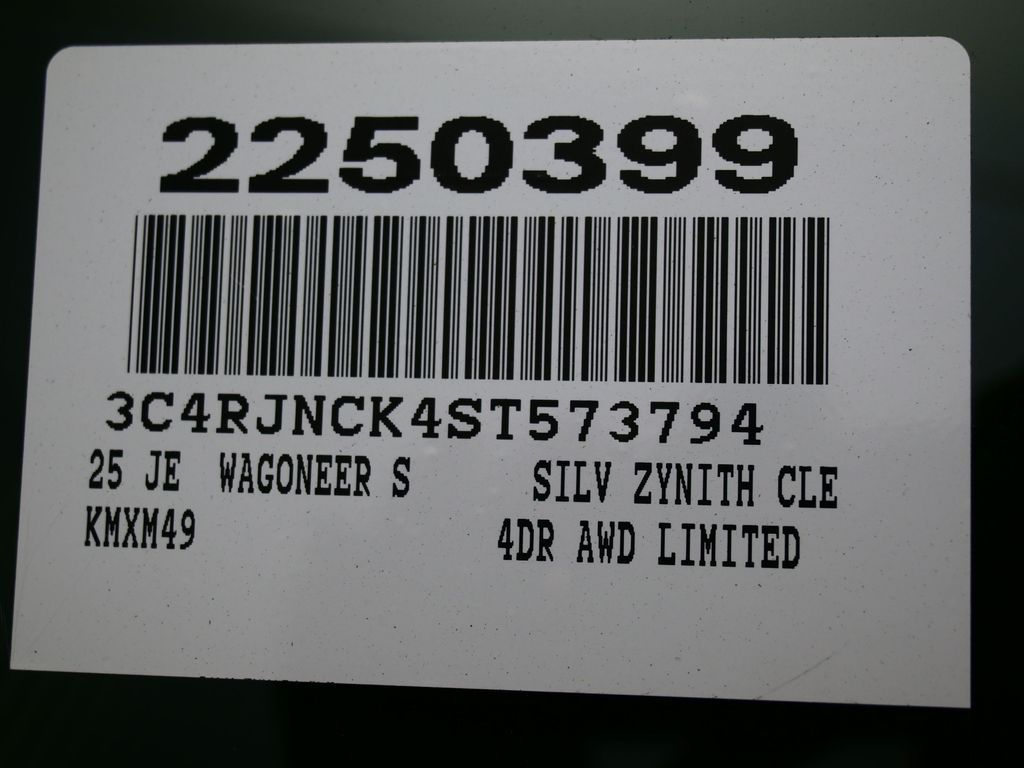 2250399
3C4RJNCK4ST573794
25 JE WAGONEER S SILV ZYNITH CLE
KMXM49 4DR AWD LIMITED